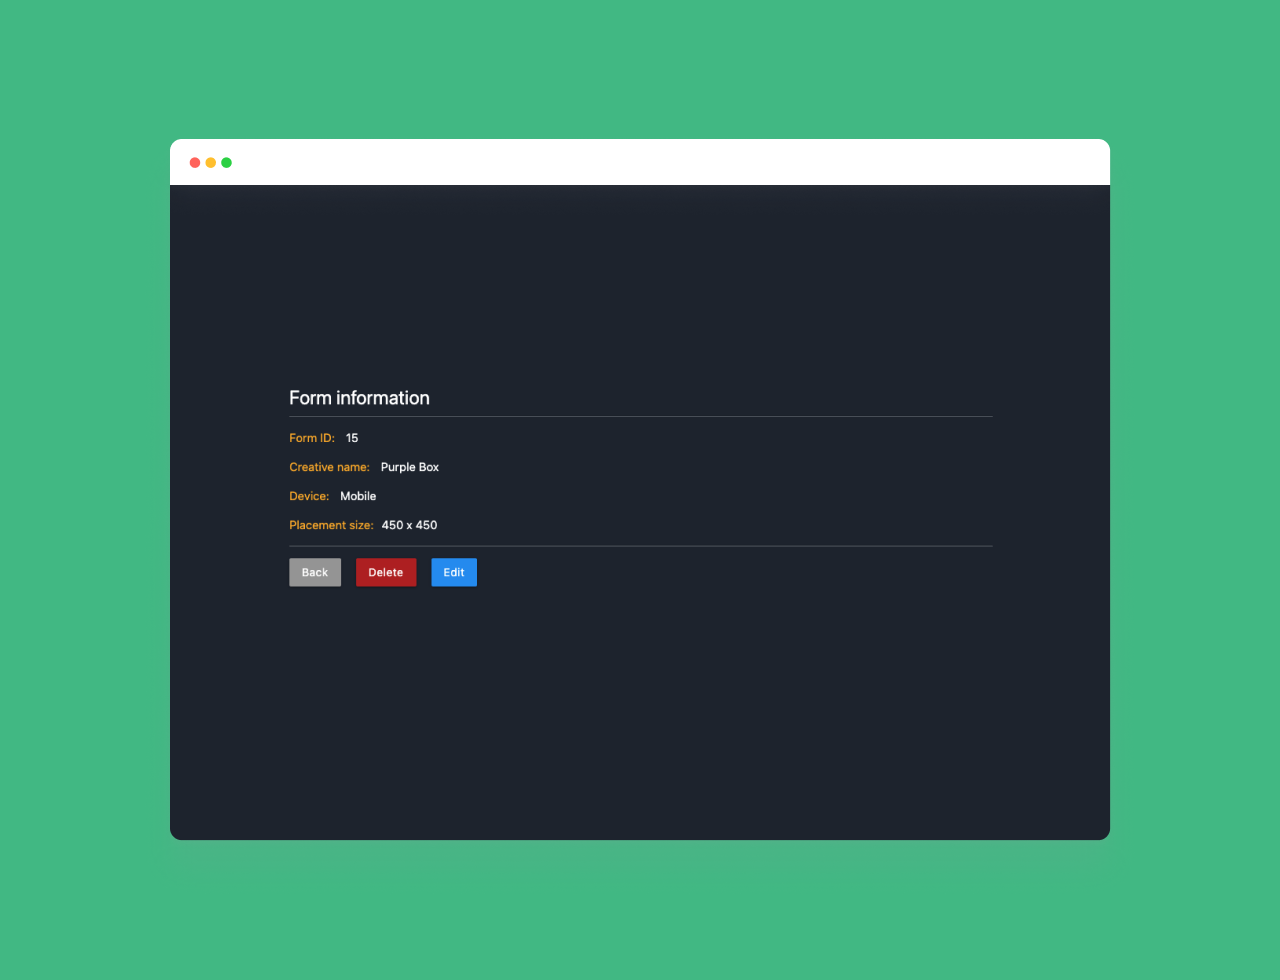 Form information
Form ID: 15
Creative name: Purple Box
Device: Mobile
Placement size: 450 x 450
Back Delete Edit